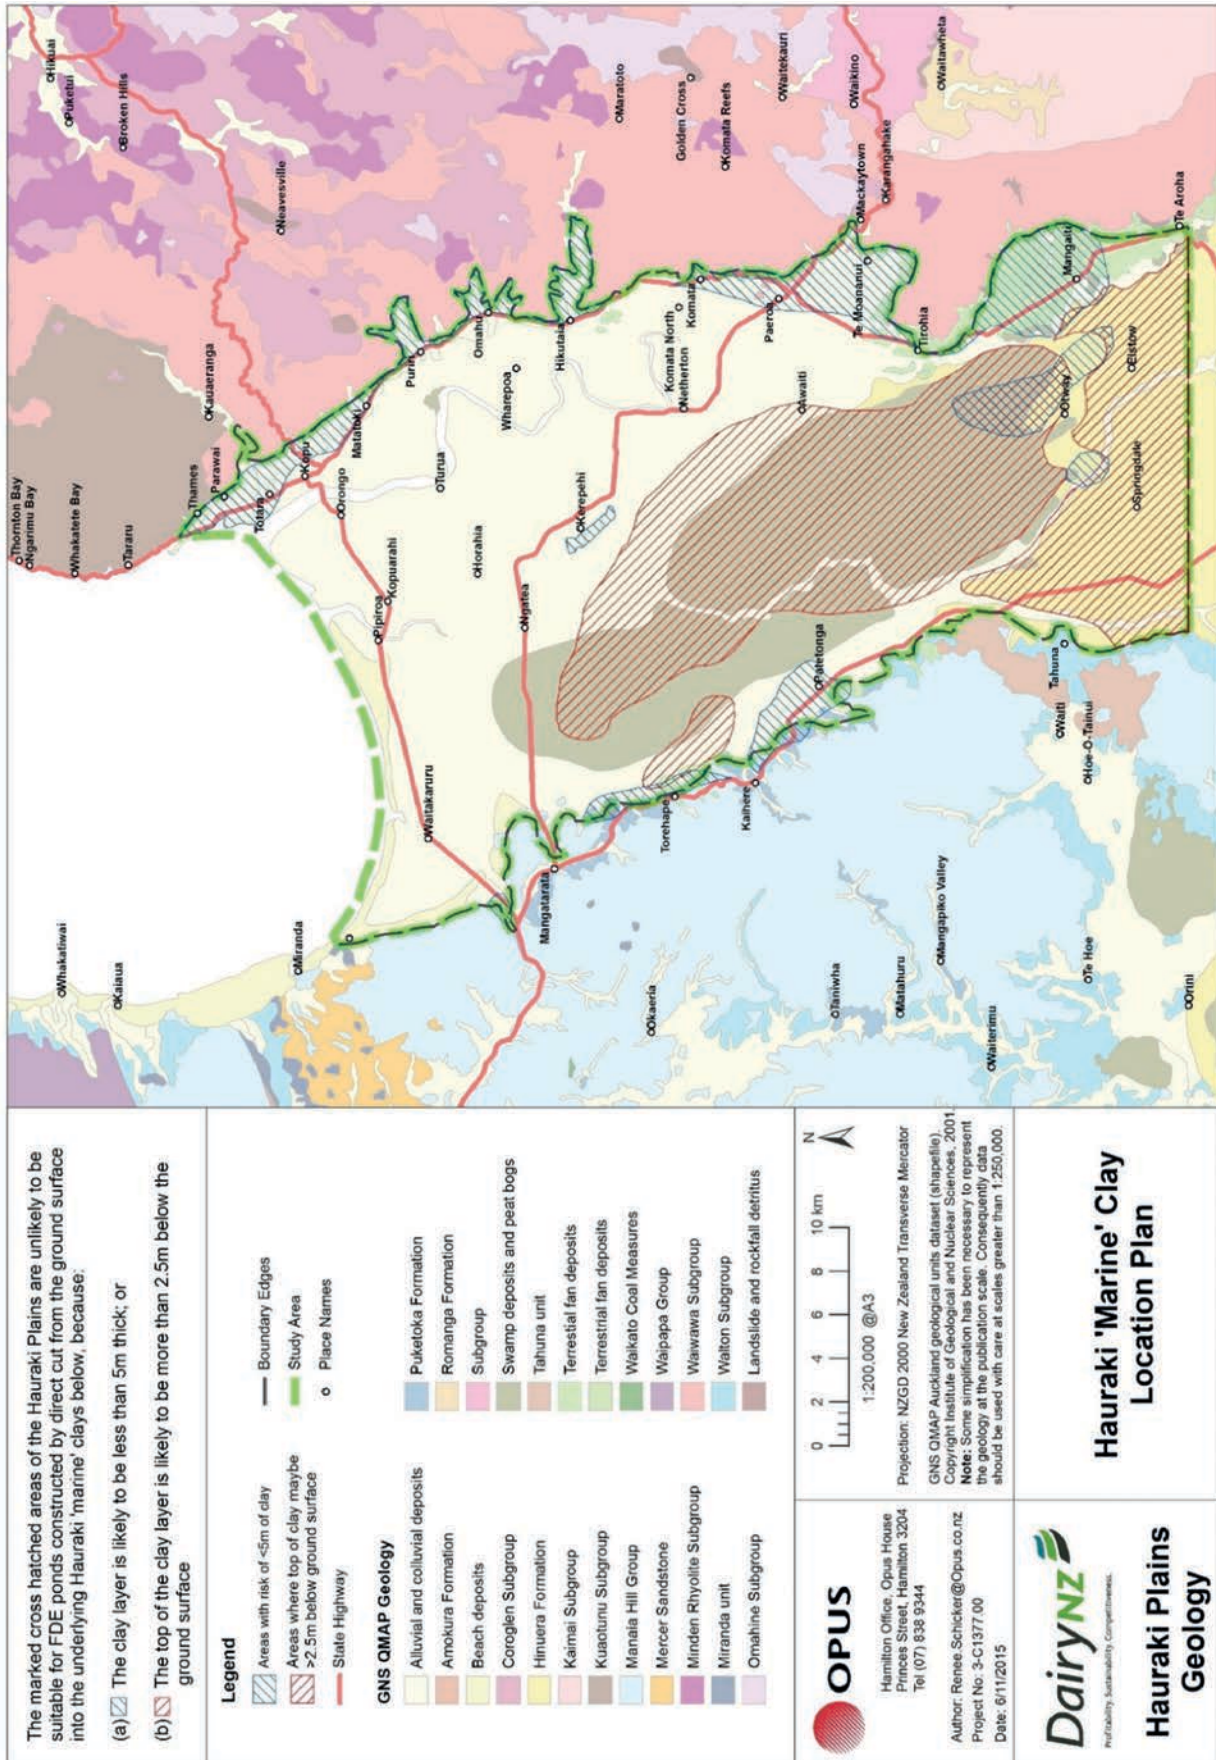 The marked cross hatched areas of the Hauraki Plains are unlikely to be
suitable for FDE ponds constructed by direct cut from the ground surface
into the underlying Hauraki 'marine' clays below, because:
(a) The clay layer is likely to be less than 5m thick; or
(b) The top of the clay layer is likely to be more than 2.5m below the
ground surface
Legend
Areas with risk of <5m of clay
Areas where top of clay maybe
>2.5m below ground surface
State Highway
Boundary Edges
Study Area
Place Names
GNS QMAP Geology
Alluvial and colluvial deposits
Amokura Formation
Beach deposits
Coroglen Subgroup
Hinuera Formation
Kaimai Subgroup
Kuaotunu Subgroup
Manaia Hill Group
Mercer Sandstone
Minden Rhyolite Subgroup
Miranda unit
Omahine Subgroup
Puketoka Formation
Romanga Formation
Subgroup
Swamp deposits and peat bogs
Tahuna unit
Terrestial fan deposits
Terrestrial fan deposits
Waikato Coal Measures
Waipapa Group
Waiwawa Subgroup
Walton Subgroup
Landslide and rockfall detritus
OPUS
Hamilton Office, Opus House
Princes Street, Hamilton 3204
Tel (07) 838 9344
Author: Renee.Schicker@Opus.co.nz
Project No: 3-C1377.00
Date: 6/11/2015
0 2 4 6 8 10 km
N
1:200,000 @A3
Projection: NZGD 2000 New Zealand Transverse Mercator
GNS QMAP Auckland geological units dataset (shapefile).
Copyright Institute of Geological and Nuclear Sciences, 2001.
Note: Some simplification has been necessary to represent
the geology at the publication scale. Consequently data
should be used with care at scales greater than 1:250,000.
DairyNZ
Profitability. Sustainability. Competitiveness.
Hauraki Plains
Geology
Hauraki 'Marine' Clay
Location Plan
Whakatiwai
Kaiaua
Miranda
Thornton Bay
Ngarimu Bay
Whakatete Bay
Tararu
Thames
Parawai
Kauaeranga
Totara
Kopu
Matatoki
Orongo
Pipiroa
Kopuarahi
Waitakaruru
Turua
Horahia
Puriri
Omahu
Wharepoa
Hikutaia
Hikuai
Puketui
Broken Hills
Neavesville
Maratoto
Golden Cross
Komata Reefs
Waitekauri
Waikino
Waitawheta
Karangahake
Mackaytown
Komata North
Komata
Netherton
Paeroa
Te Moananui
Awaiti
Tirohia
Mangaiti
Te Aroha
Elstow
Otway
Springdale
Kerepehi
Ngatea
Mangatarata
Torehape
Kaihere
Patetonga
Tahuna
Waiti
Hoe-O-Tainui
Okaeria
Taniwha
Matahuru
Mangapiko Valley
Waiterimu
Te Hoe
Orini